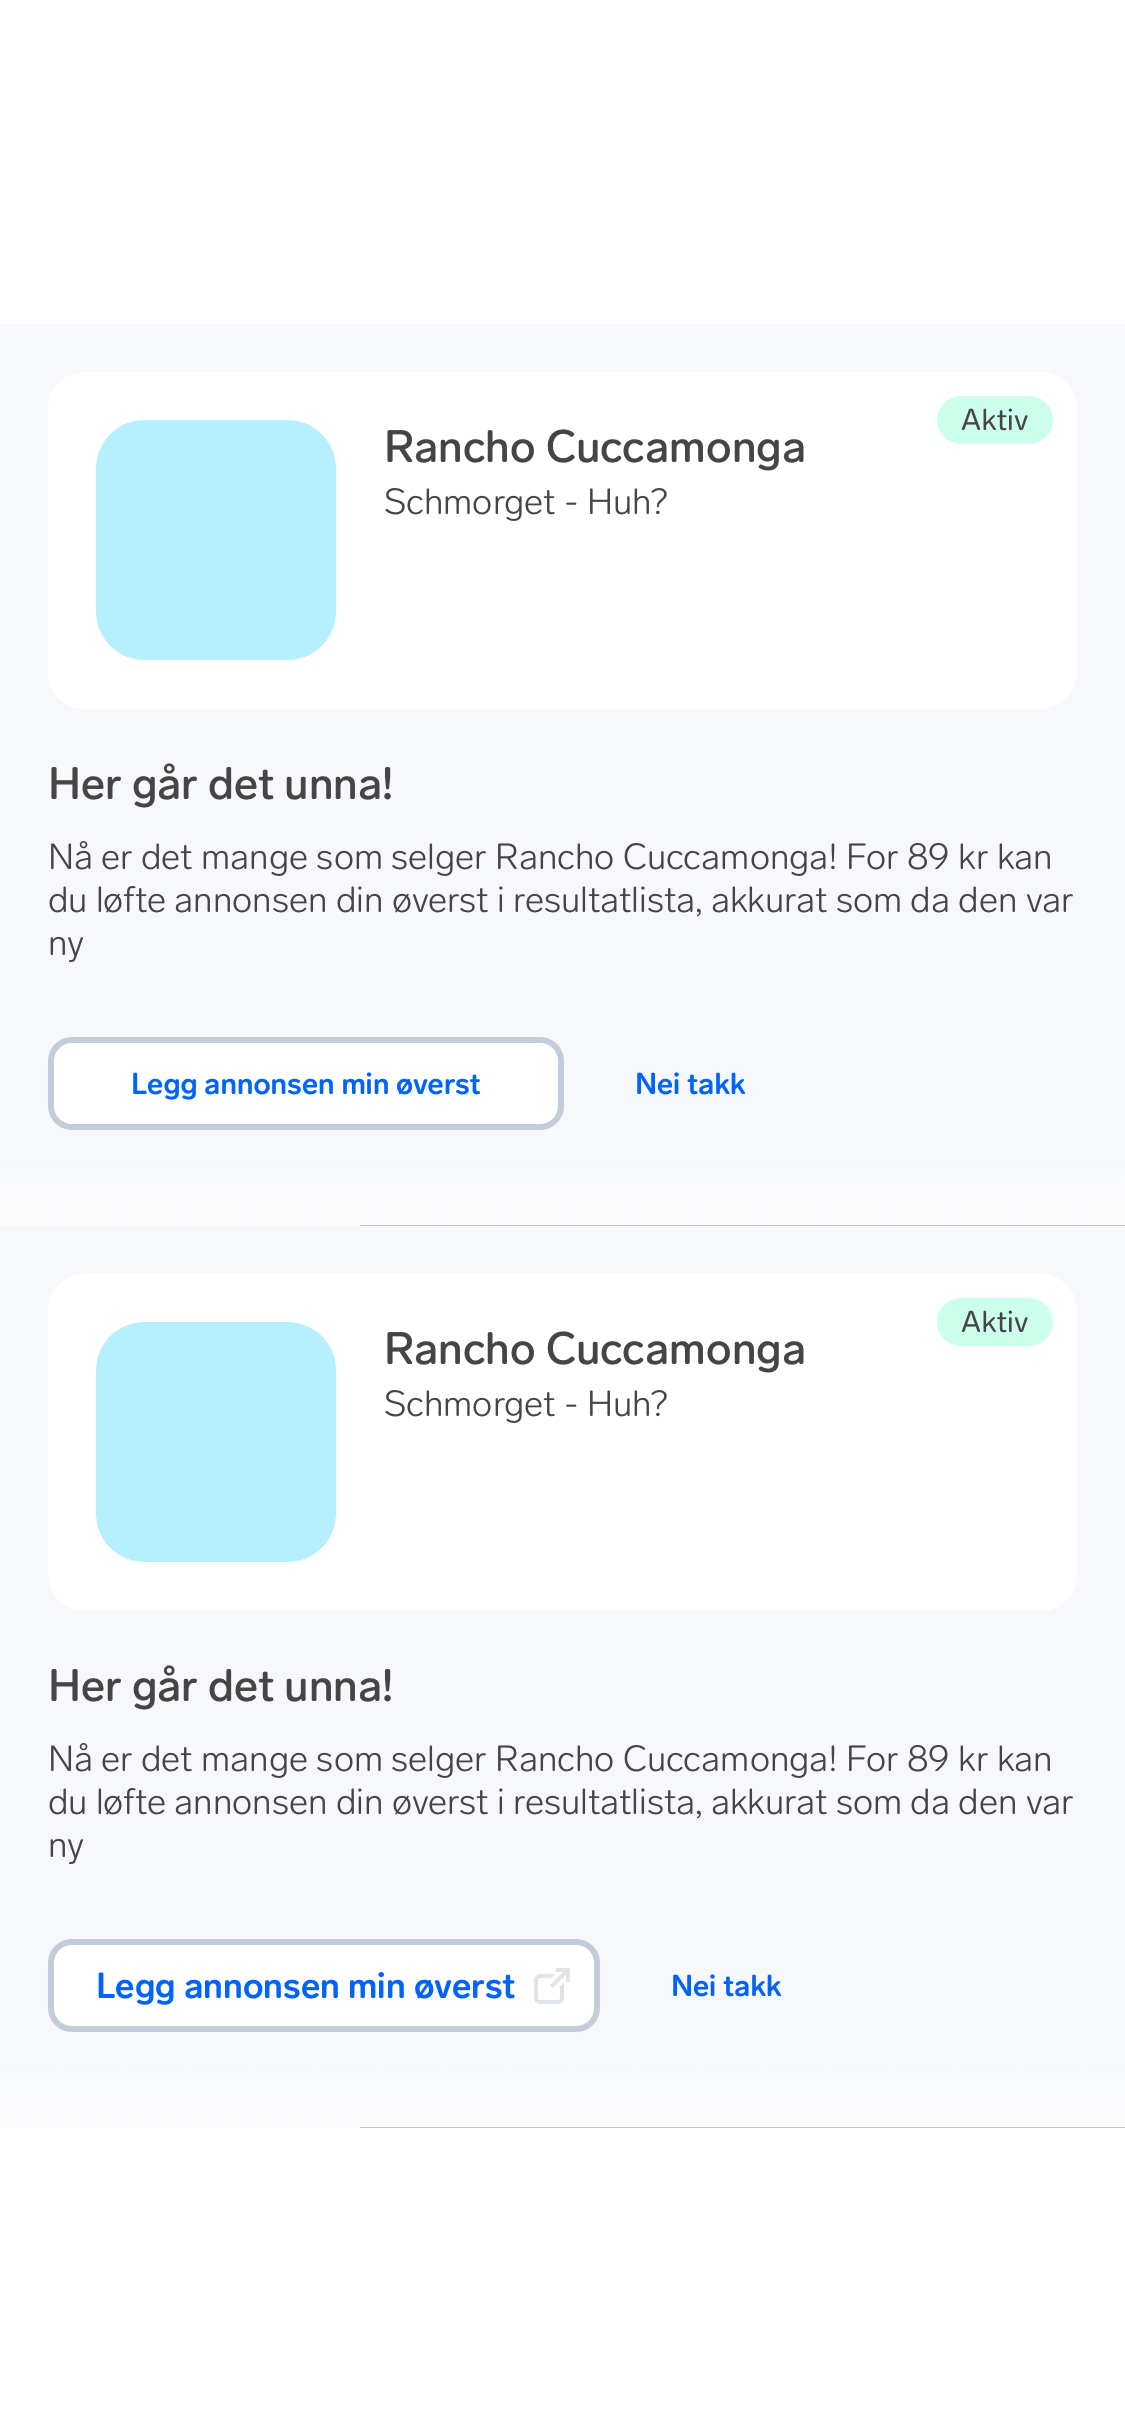 Aktiv
Rancho Cuccamonga
Schmorget - Huh?
Her går det unna!
Nå er det mange som selger Rancho Cuccamonga! For 89 kr kan
du løfte annonsen din øverst i resultatlista, akkurat som da den var
ny
Legg annonsen min øverst Nei takk
Aktiv
Rancho Cuccamonga
Schmorget - Huh?
Her går det unna!
Nå er det mange som selger Rancho Cuccamonga! For 89 kr kan
du løfte annonsen din øverst i resultatlista, akkurat som da den var
ny
Legg annonsen min øverst Nei takk